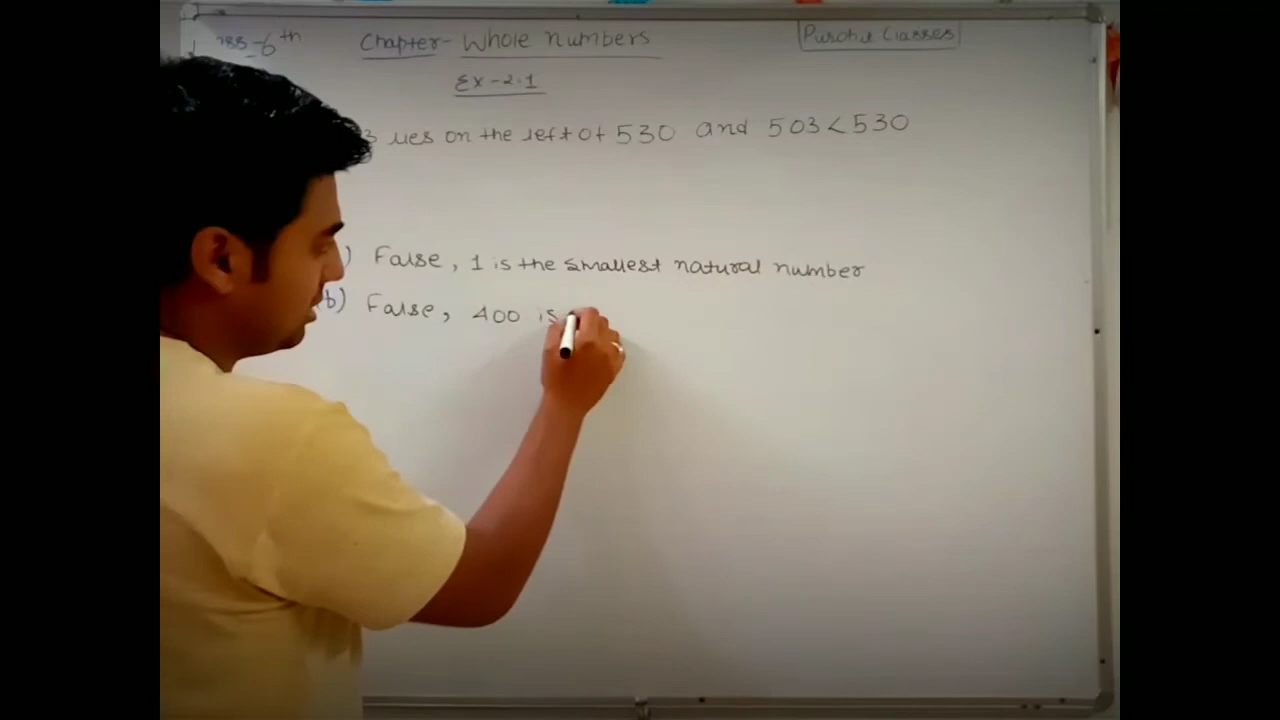 6th Chapter- Whole numbers Purohit Classes
Ex-2.1
3 lies on the left of 530 and 503<530
) False, 1 is the smallest natural number
b) False, 400 is